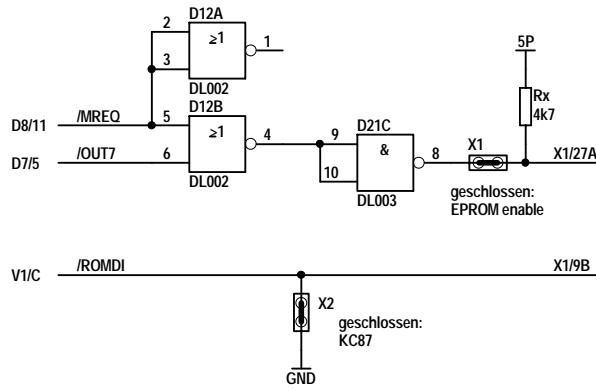 D12A
2
≥1
1
3
DL002
D12B
D8/11
/MREQ
5
≥1
4
D7/5
/OUT7
6
DL002
D21C
9
&
10
8
DL003
X1
5P
Rx
4k7
X1/27A
geschlossen:
EPROM enable
V1/C
/ROMDI
X1/9B
X2
geschlossen:
KC87
GND